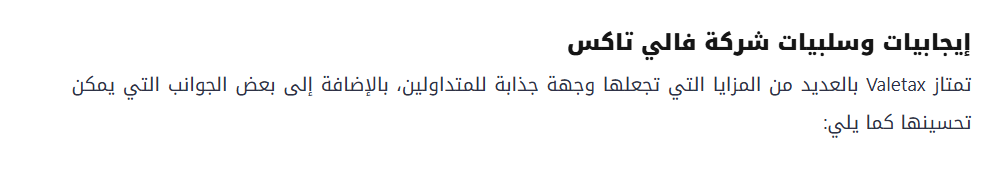 إيجابيات وسلبيات شركة فالي تاكس
تمتاز Valetax بالعديد من المزايا التي تجعلها وجهة جذابة للمتداولين، بالإضافة إلى بعض الجوانب التي يمكن
تحسينها كما يلي: